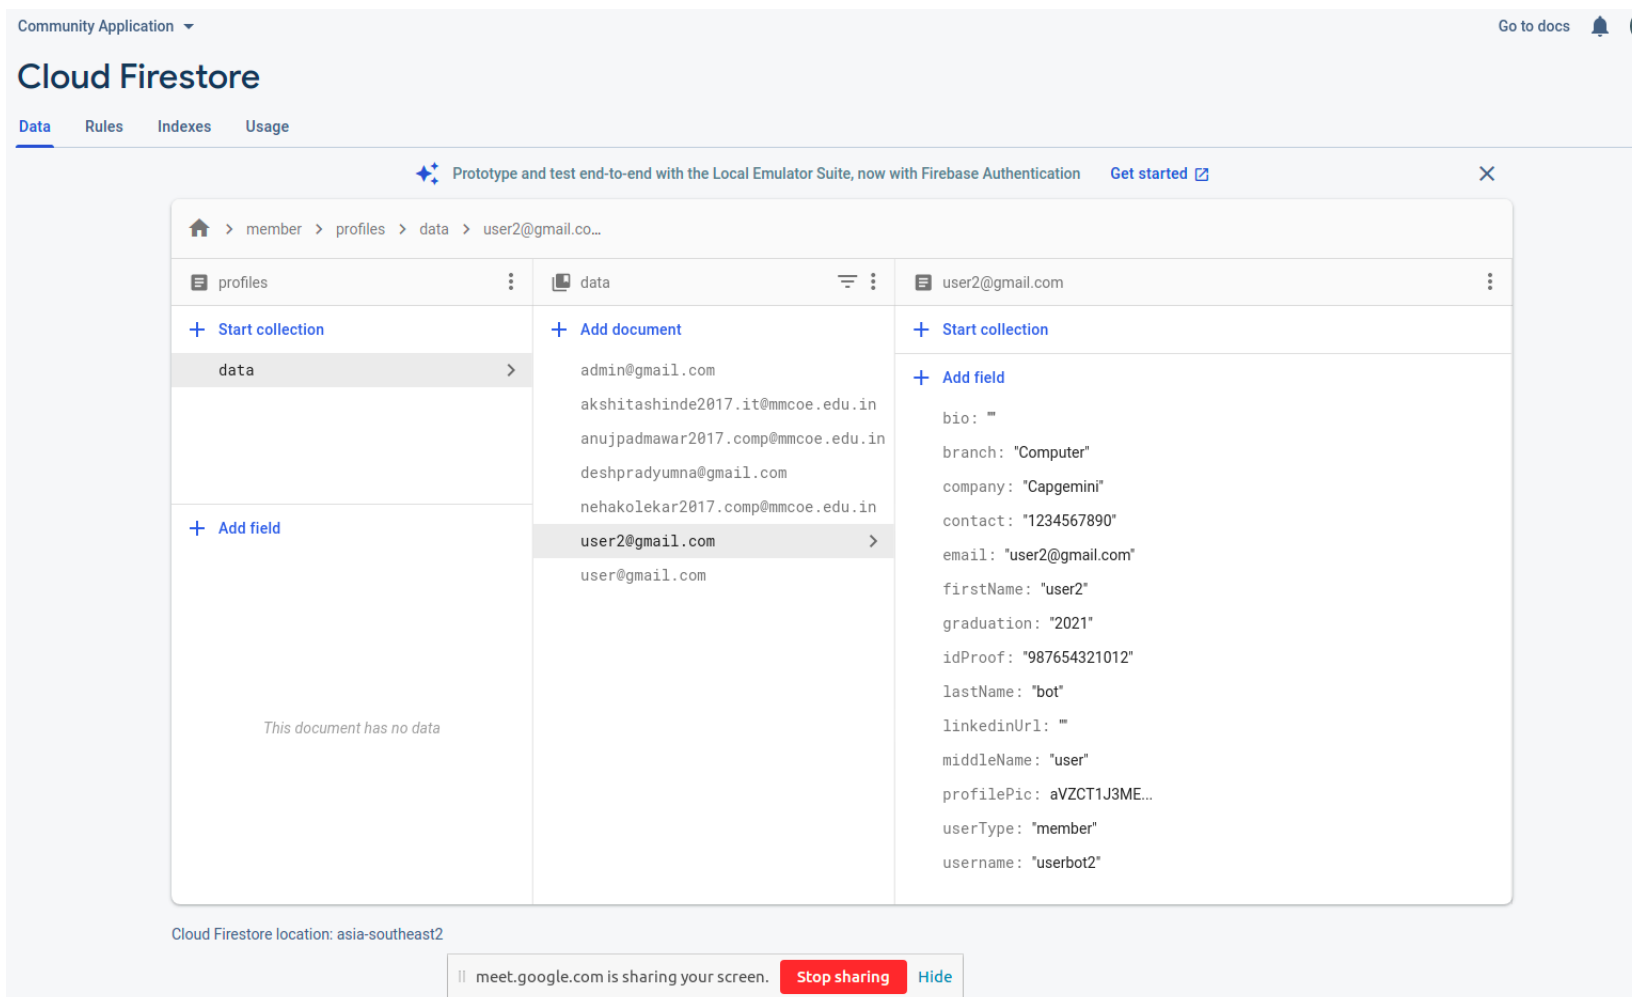 Community Application
Go to docs
Cloud Firestore
Data Rules Indexes Usage
Prototype and test end-to-end with the Local Emulator Suite, now with Firebase Authentication Get started
member > profiles > data > user2@gmail.co...
profiles
Start collection
data
Add field
This document has no data
data
Add document
admin@gmail.com
akshitashinde2017.it@mmcoe.edu.in
anujpadmawar2017.comp@mmcoe.edu.in
deshpradyumna@gmail.com
nehakolekar2017.comp@mmcoe.edu.in
user2@gmail.com
user@gmail.com
user2@gmail.com
Start collection
Add field
bio: ""
branch: "Computer"
company: "Capgemini"
contact: "1234567890"
email: "user2@gmail.com"
firstName: "user2"
graduation: "2021"
idProof: "987654321012"
lastName: "bot"
linkedinUrl: ""
middleName: "user"
profilePic: aVZCT1J3ME...
userType: "member"
username: "userbot2"
Cloud Firestore location: asia-southeast2
meet.google.com is sharing your screen. Stop sharing Hide